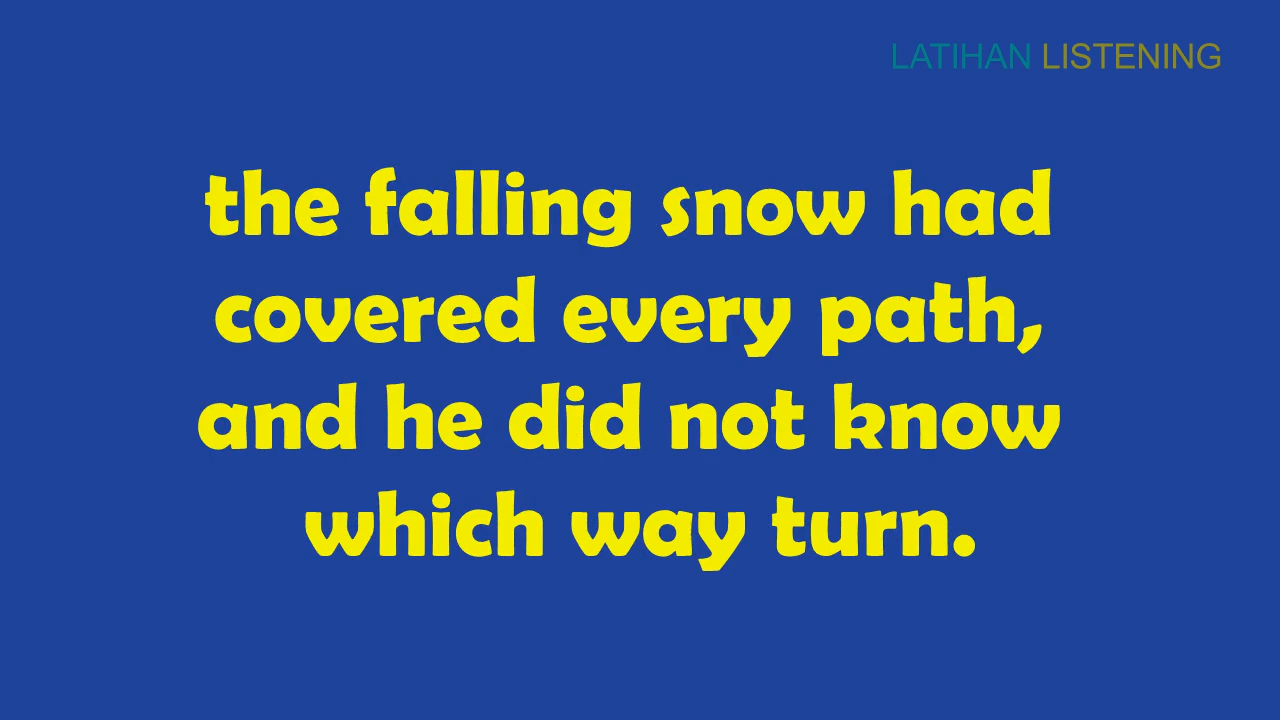 LATIHAN LISTENING
the falling snow had
covered every path,
and he did not know
which way turn.